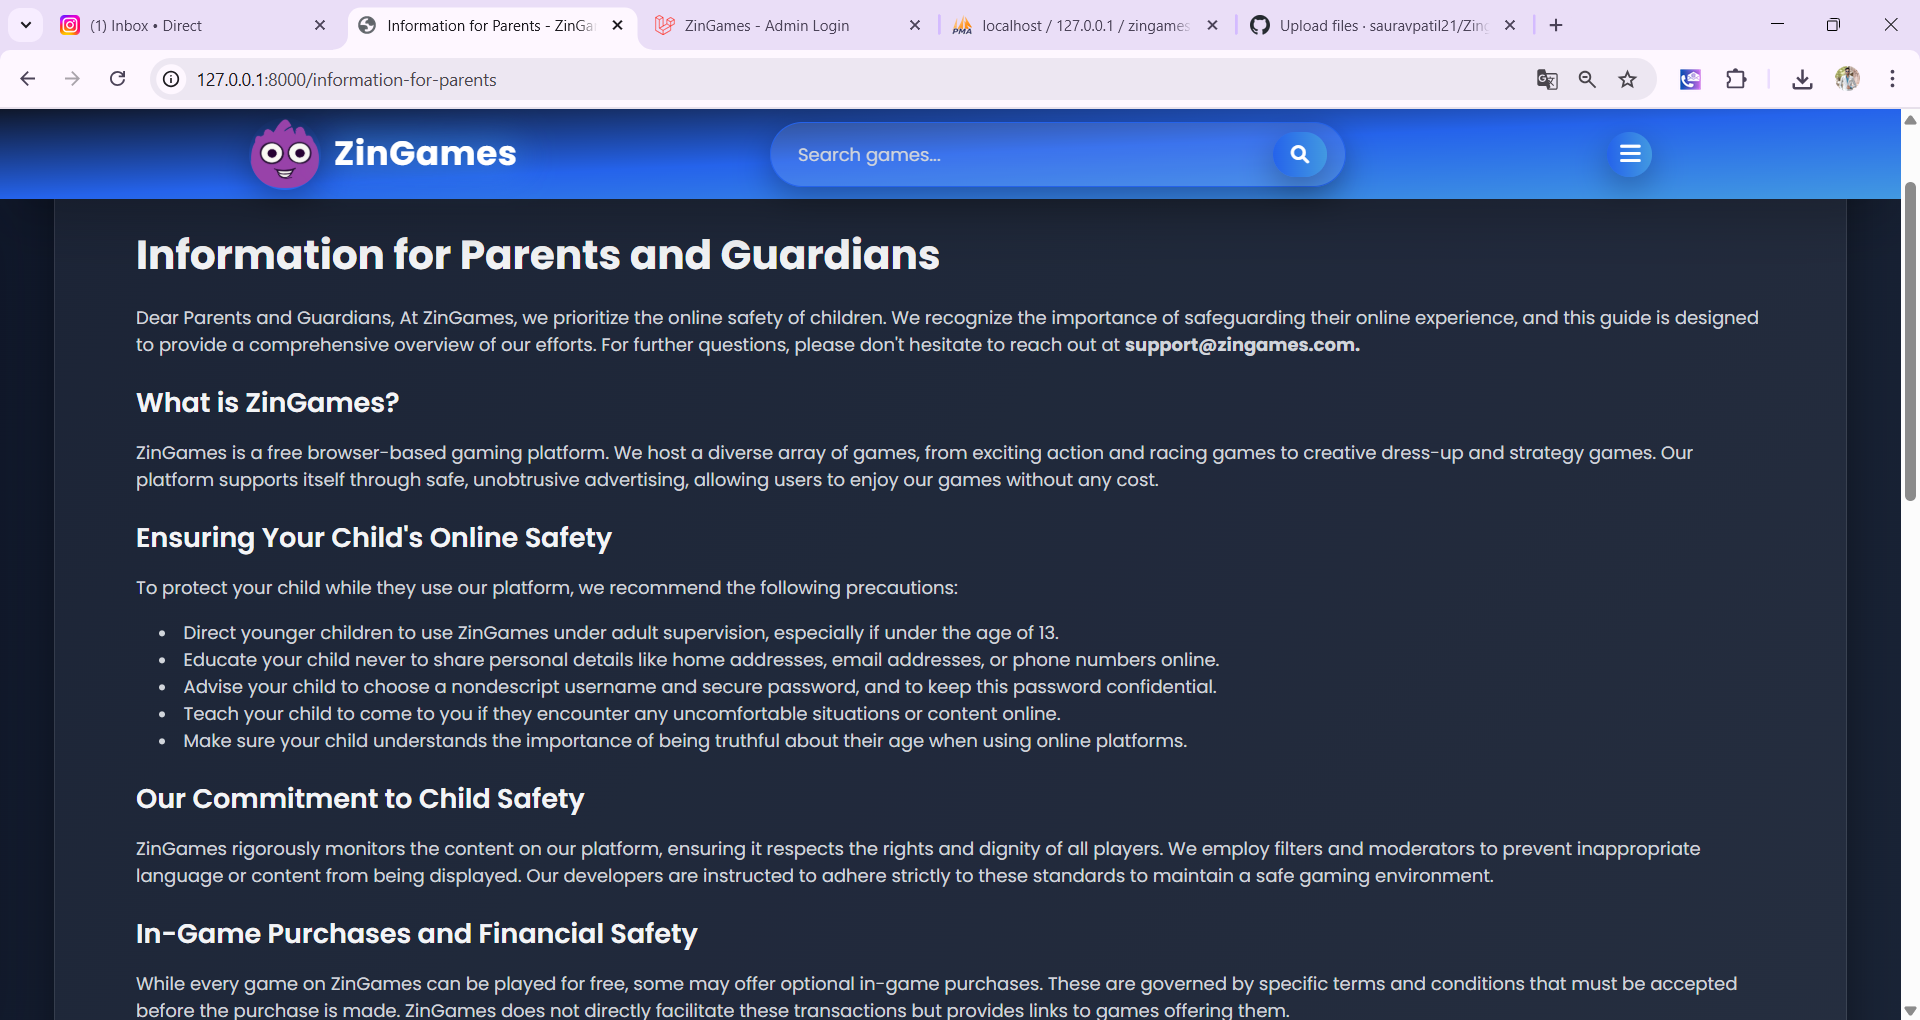 (1) Inbox • Direct
Information for Parents - ZinGa
ZinGames - Admin Login
localhost / 127.0.0.1 / zingames
Upload files · sauravpatil21/Zing
127.0.0.1:8000/information-for-parents
ZinGames
Search games...
Information for Parents and Guardians
Dear Parents and Guardians, At ZinGames, we prioritize the online safety of children. We recognize the importance of safeguarding their online experience, and this guide is designed
to provide a comprehensive overview of our efforts. For further questions, please don't hesitate to reach out at support@zingames.com.
What is ZinGames?
ZinGames is a free browser-based gaming platform. We host a diverse array of games, from exciting action and racing games to creative dress-up and strategy games. Our
platform supports itself through safe, unobtrusive advertising, allowing users to enjoy our games without any cost.
Ensuring Your Child's Online Safety
To protect your child while they use our platform, we recommend the following precautions:
• Direct younger children to use ZinGames under adult supervision, especially if under the age of 13.
• Educate your child never to share personal details like home addresses, email addresses, or phone numbers online.
• Advise your child to choose a nondescript username and secure password, and to keep this password confidential.
• Teach your child to come to you if they encounter any uncomfortable situations or content online.
• Make sure your child understands the importance of being truthful about their age when using online platforms.
Our Commitment to Child Safety
ZinGames rigorously monitors the content on our platform, ensuring it respects the rights and dignity of all players. We employ filters and moderators to prevent inappropriate
language or content from being displayed. Our developers are instructed to adhere strictly to these standards to maintain a safe gaming environment.
In-Game Purchases and Financial Safety
While every game on ZinGames can be played for free, some may offer optional in-game purchases. These are governed by specific terms and conditions that must be accepted
before the purchase is made. ZinGames does not directly facilitate these transactions but provides links to games offering them.